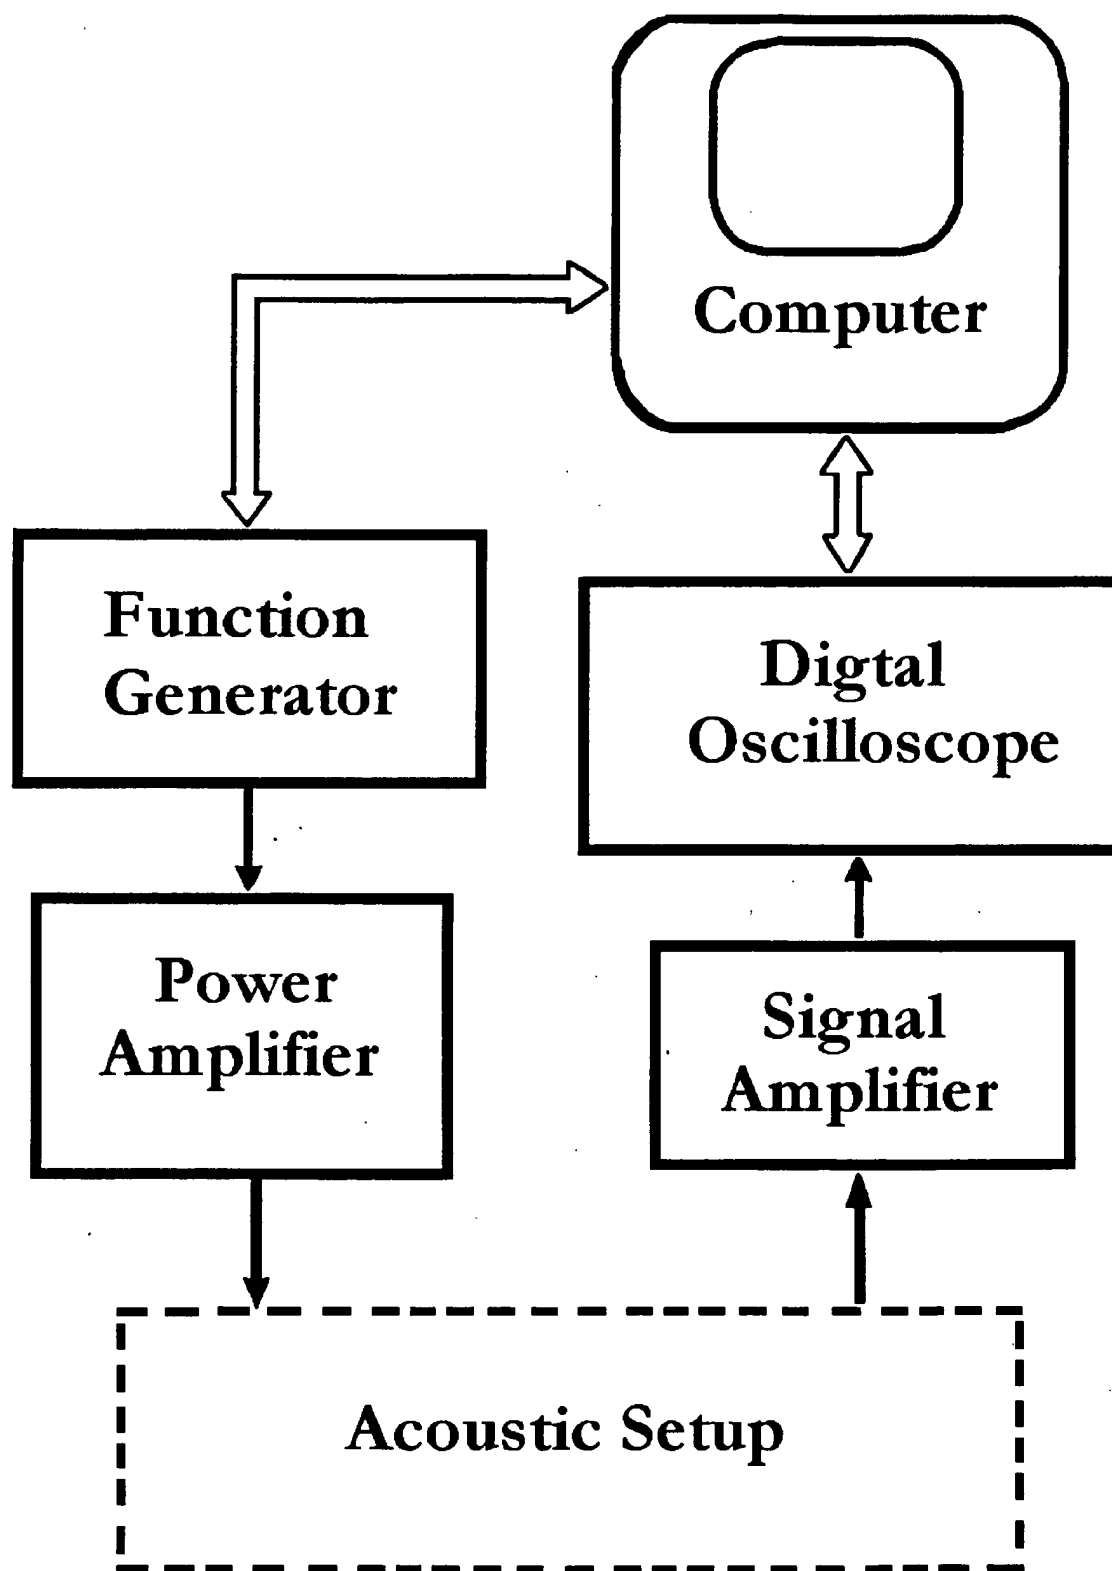 Computer
Function
Generator
Digtal
Oscilloscope
Power
Amplifier
Signal
Amplifier
Acoustic Setup